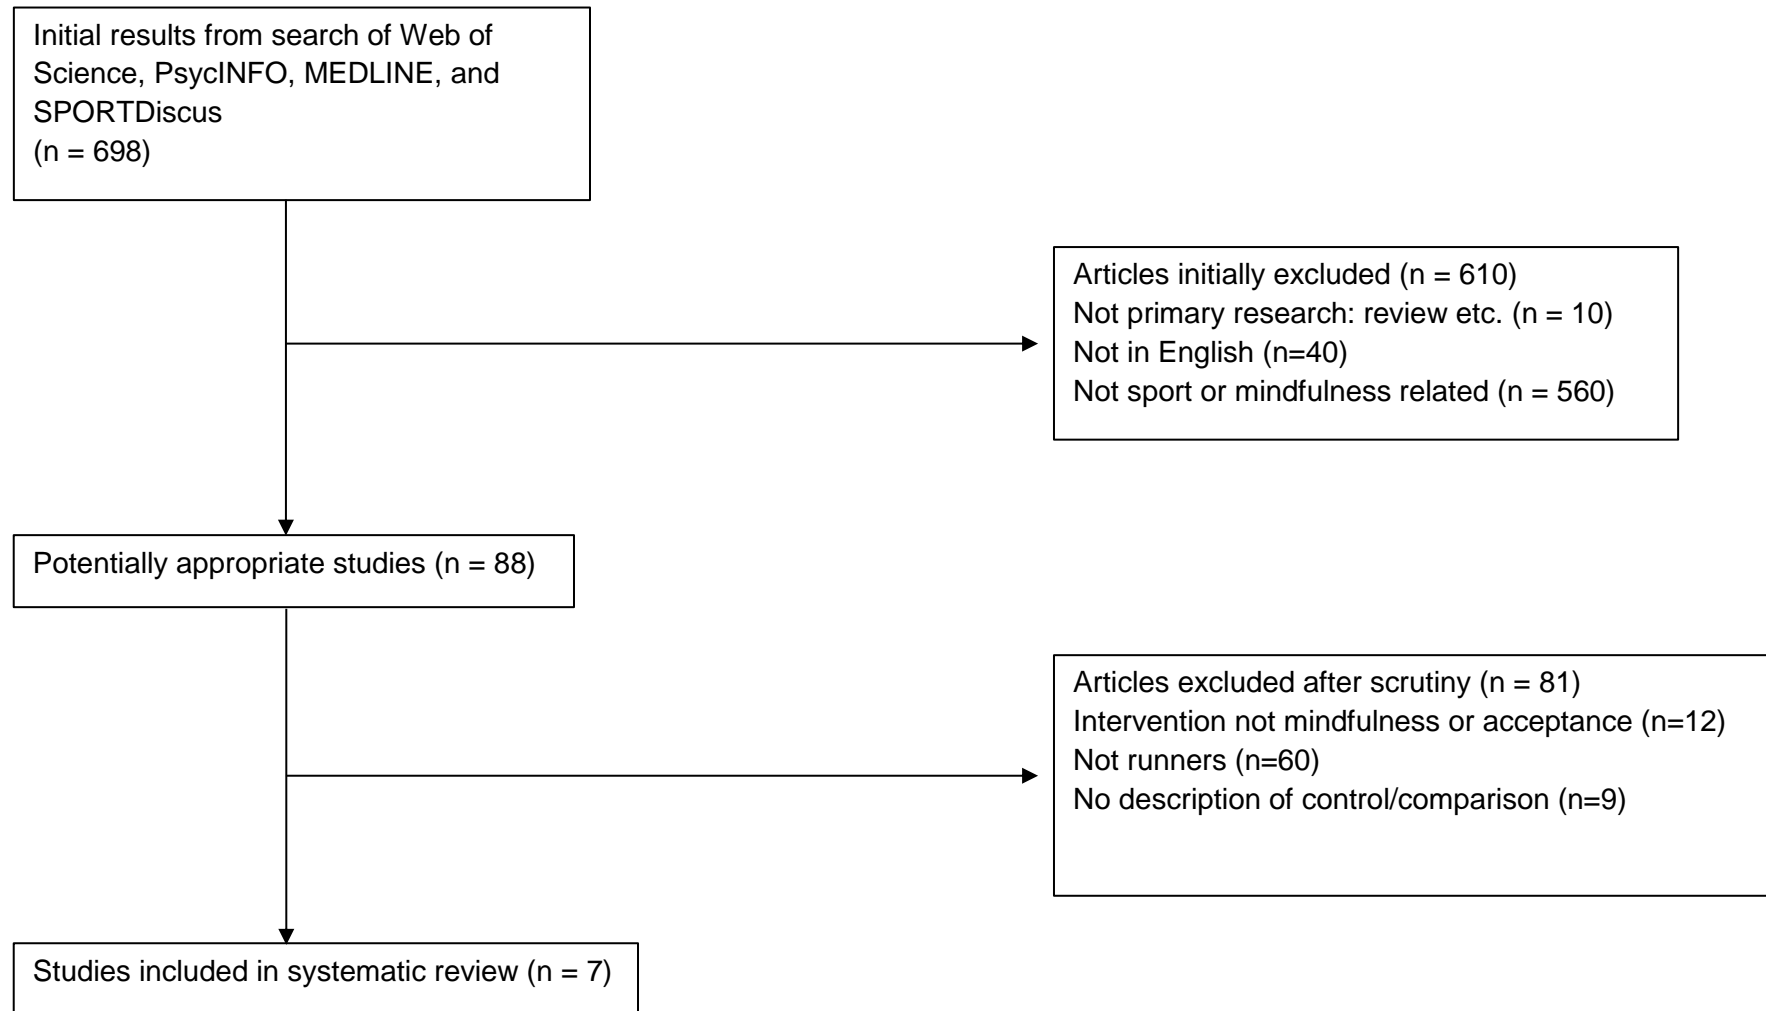 Initial results from search of Web of
Science, PsycINFO, MEDLINE, and
SPORTDiscus
(n = 698)
Articles initially excluded (n = 610)
Not primary research: review etc. (n = 10)
Not in English (n=40)
Not sport or mindfulness related (n = 560)
Potentially appropriate studies (n = 88)
Articles excluded after scrutiny (n = 81)
Intervention not mindfulness or acceptance (n=12)
Not runners (n=60)
No description of control/comparison (n=9)
Studies included in systematic review (n = 7)